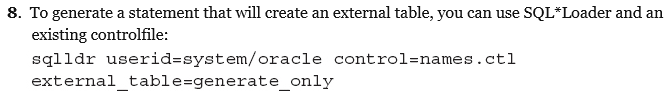 8. To generate a statement that will create an external table, you can use SQL*Loader and an
existing controlfile:
sqlldr userid=system/oracle control=names.ctl
external_table=generate_only